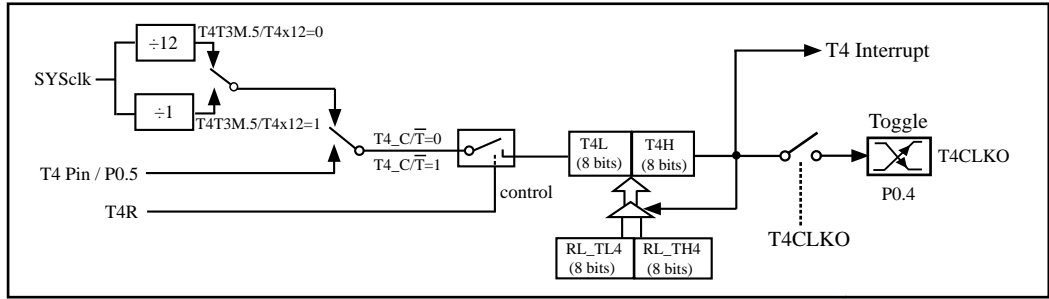 T4T3M.5/T4x12=0
÷12
SYSclk
÷1
T4T3M.5/T4x12=1
T4 Interrupt
Toggle
T4CLKO
P0.4
T4_C/T̅=0
T4_C/T̅=1
T4L
(8 bits)
T4H
(8 bits)
T4 Pin / P0.5
control
T4R
T4CLKO
RL_TL4
(8 bits)
RL_TH4
(8 bits)